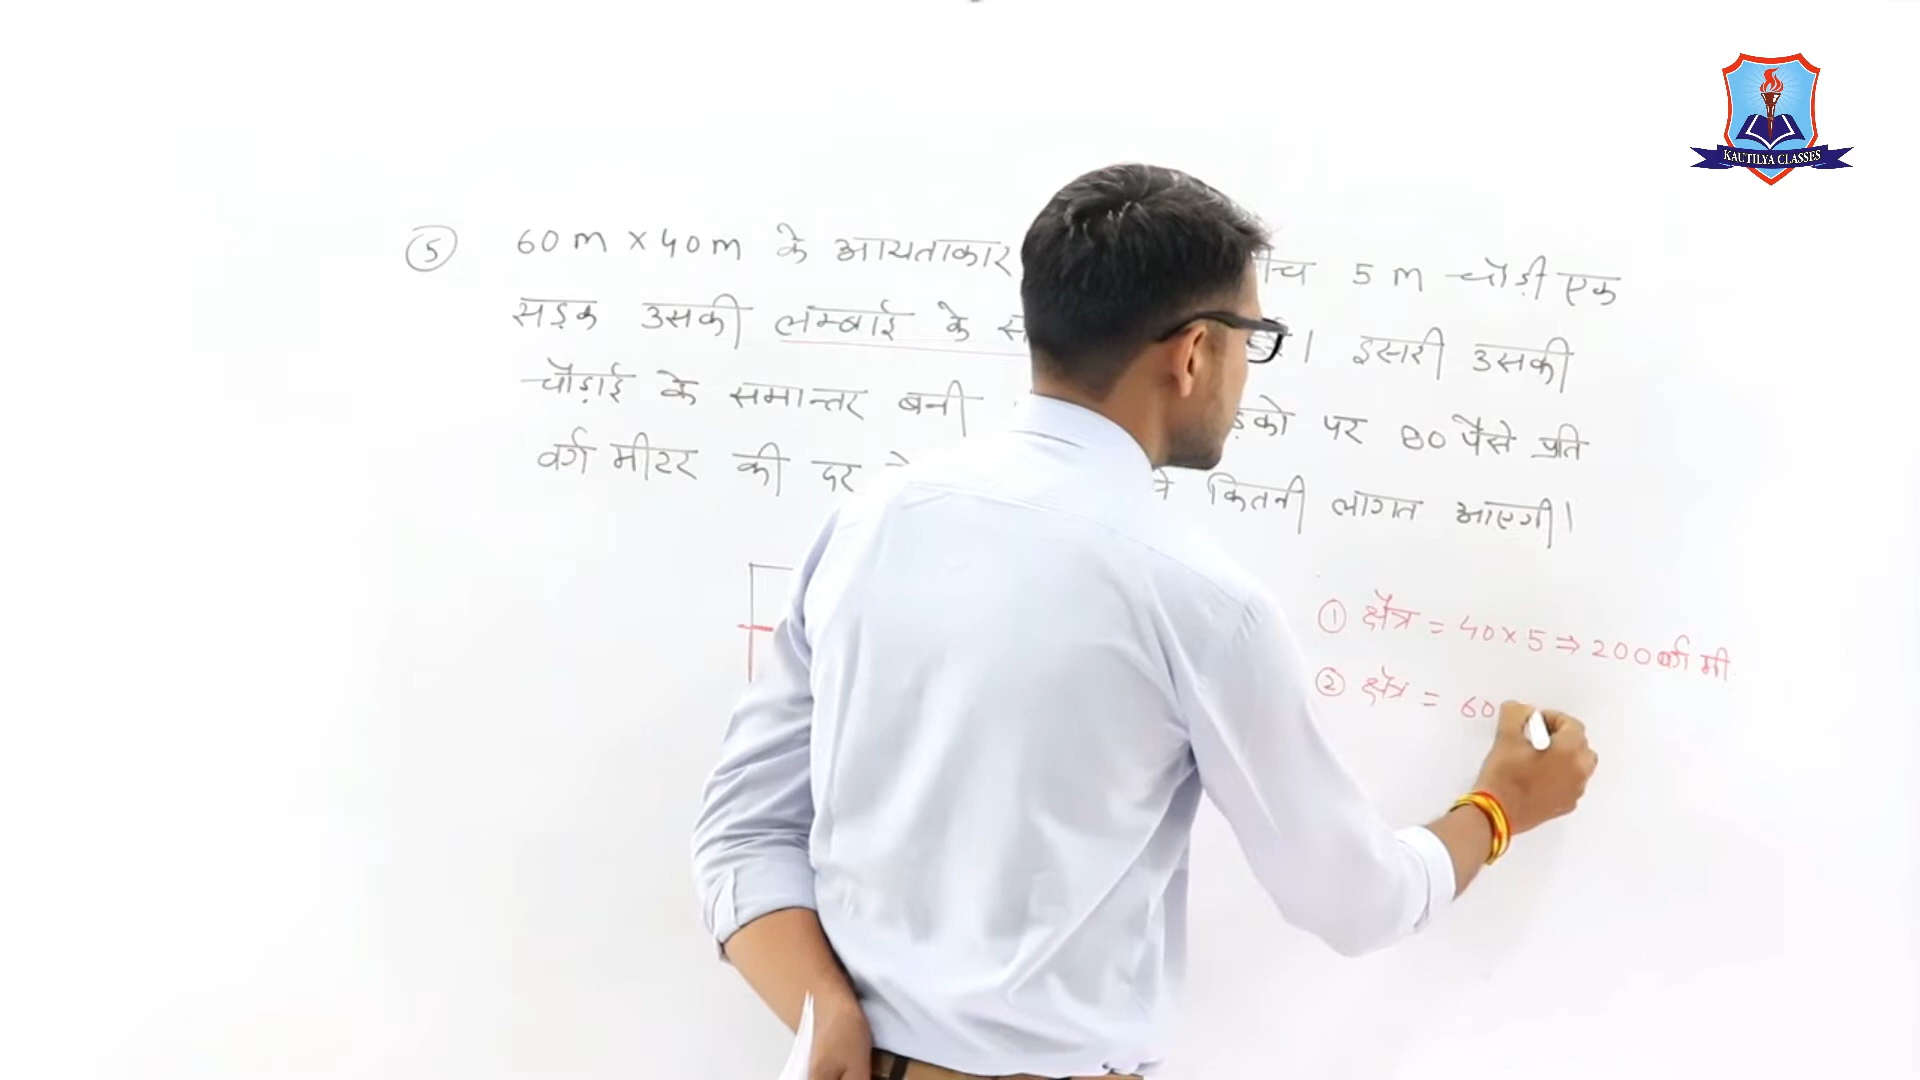 KAUTILYA CLASSES
⑤ 60 m × 40 m के आयताकार 5 m चौड़ी एक
सड़क उसकी लम्बाई के । इसरी उसकी
चौड़ाई के समान्तर बनी पर 80 पैसे प्रति
वर्ग मीटर की दर कितनी लागत आएगी।
① क्षैत्र = 40 × 5 ⇒ 200 वर्ग मी
② क्षैत्र = 60